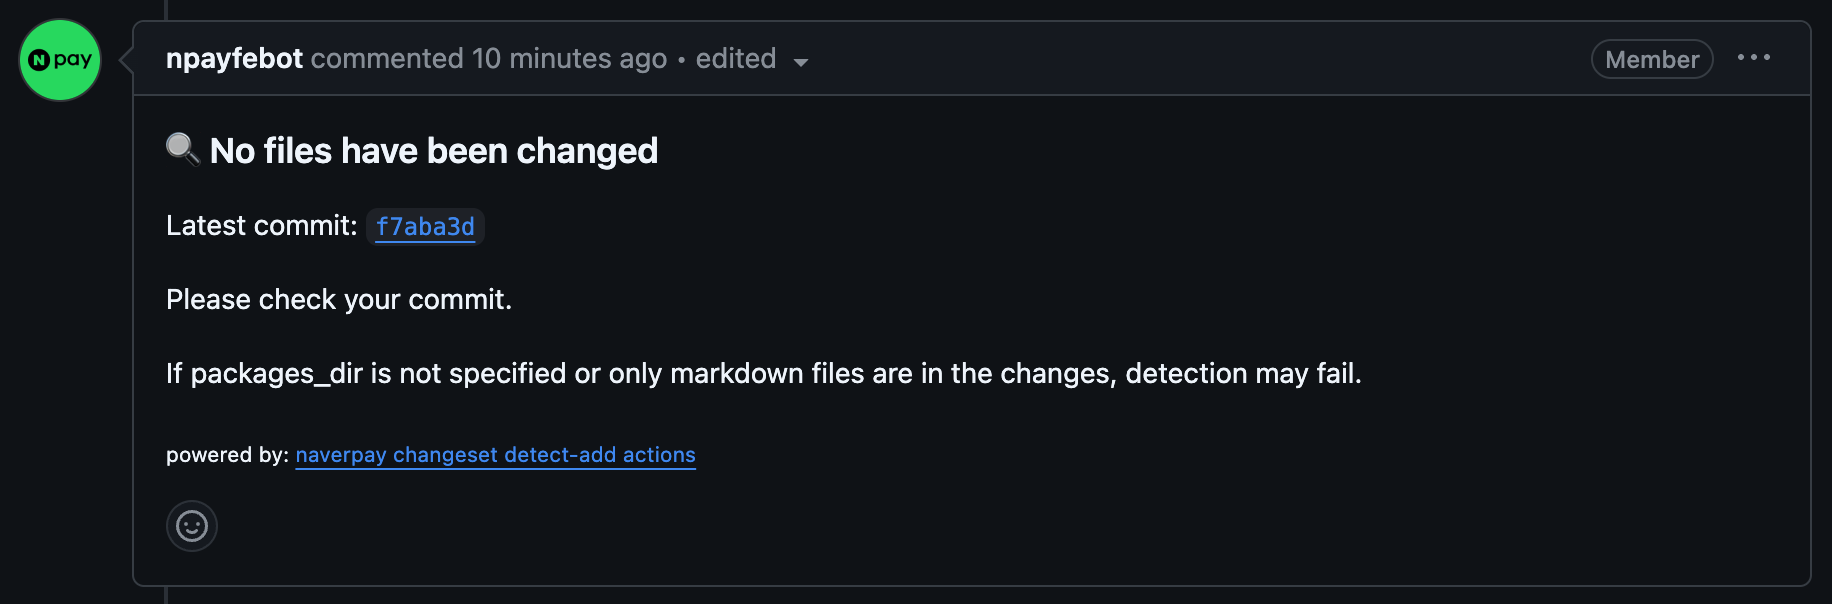 N pay
npayfebot commented 10 minutes ago • edited
Member
No files have been changed
Latest commit: f7aba3d
Please check your commit.
If packages_dir is not specified or only markdown files are in the changes, detection may fail.
powered by: naverpay changeset detect-add actions